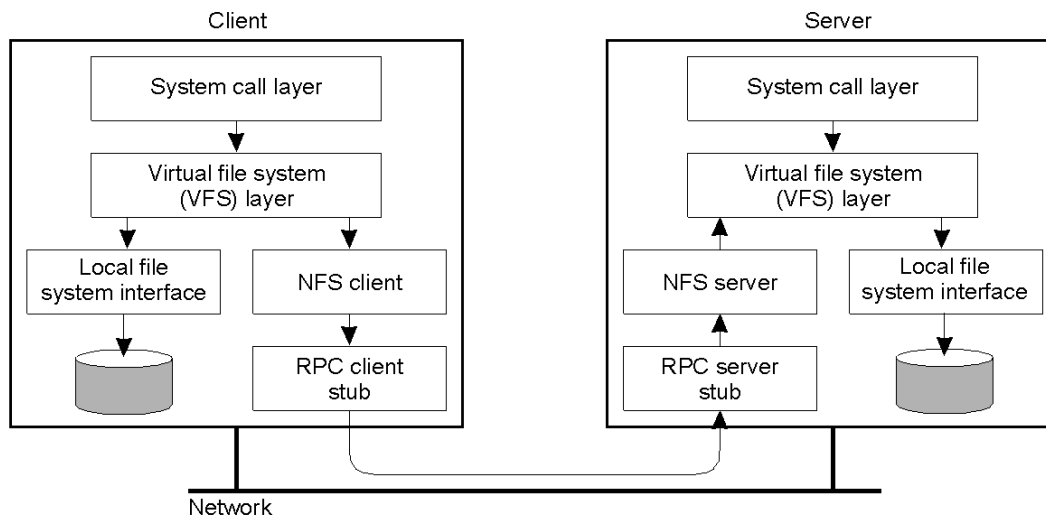 Client
Server
System call layer
System call layer
Virtual file system
(VFS) layer
Virtual file system
(VFS) layer
Local file
system interface
NFS client
NFS server
Local file
system interface
RPC client
stub
RPC server
stub
Network